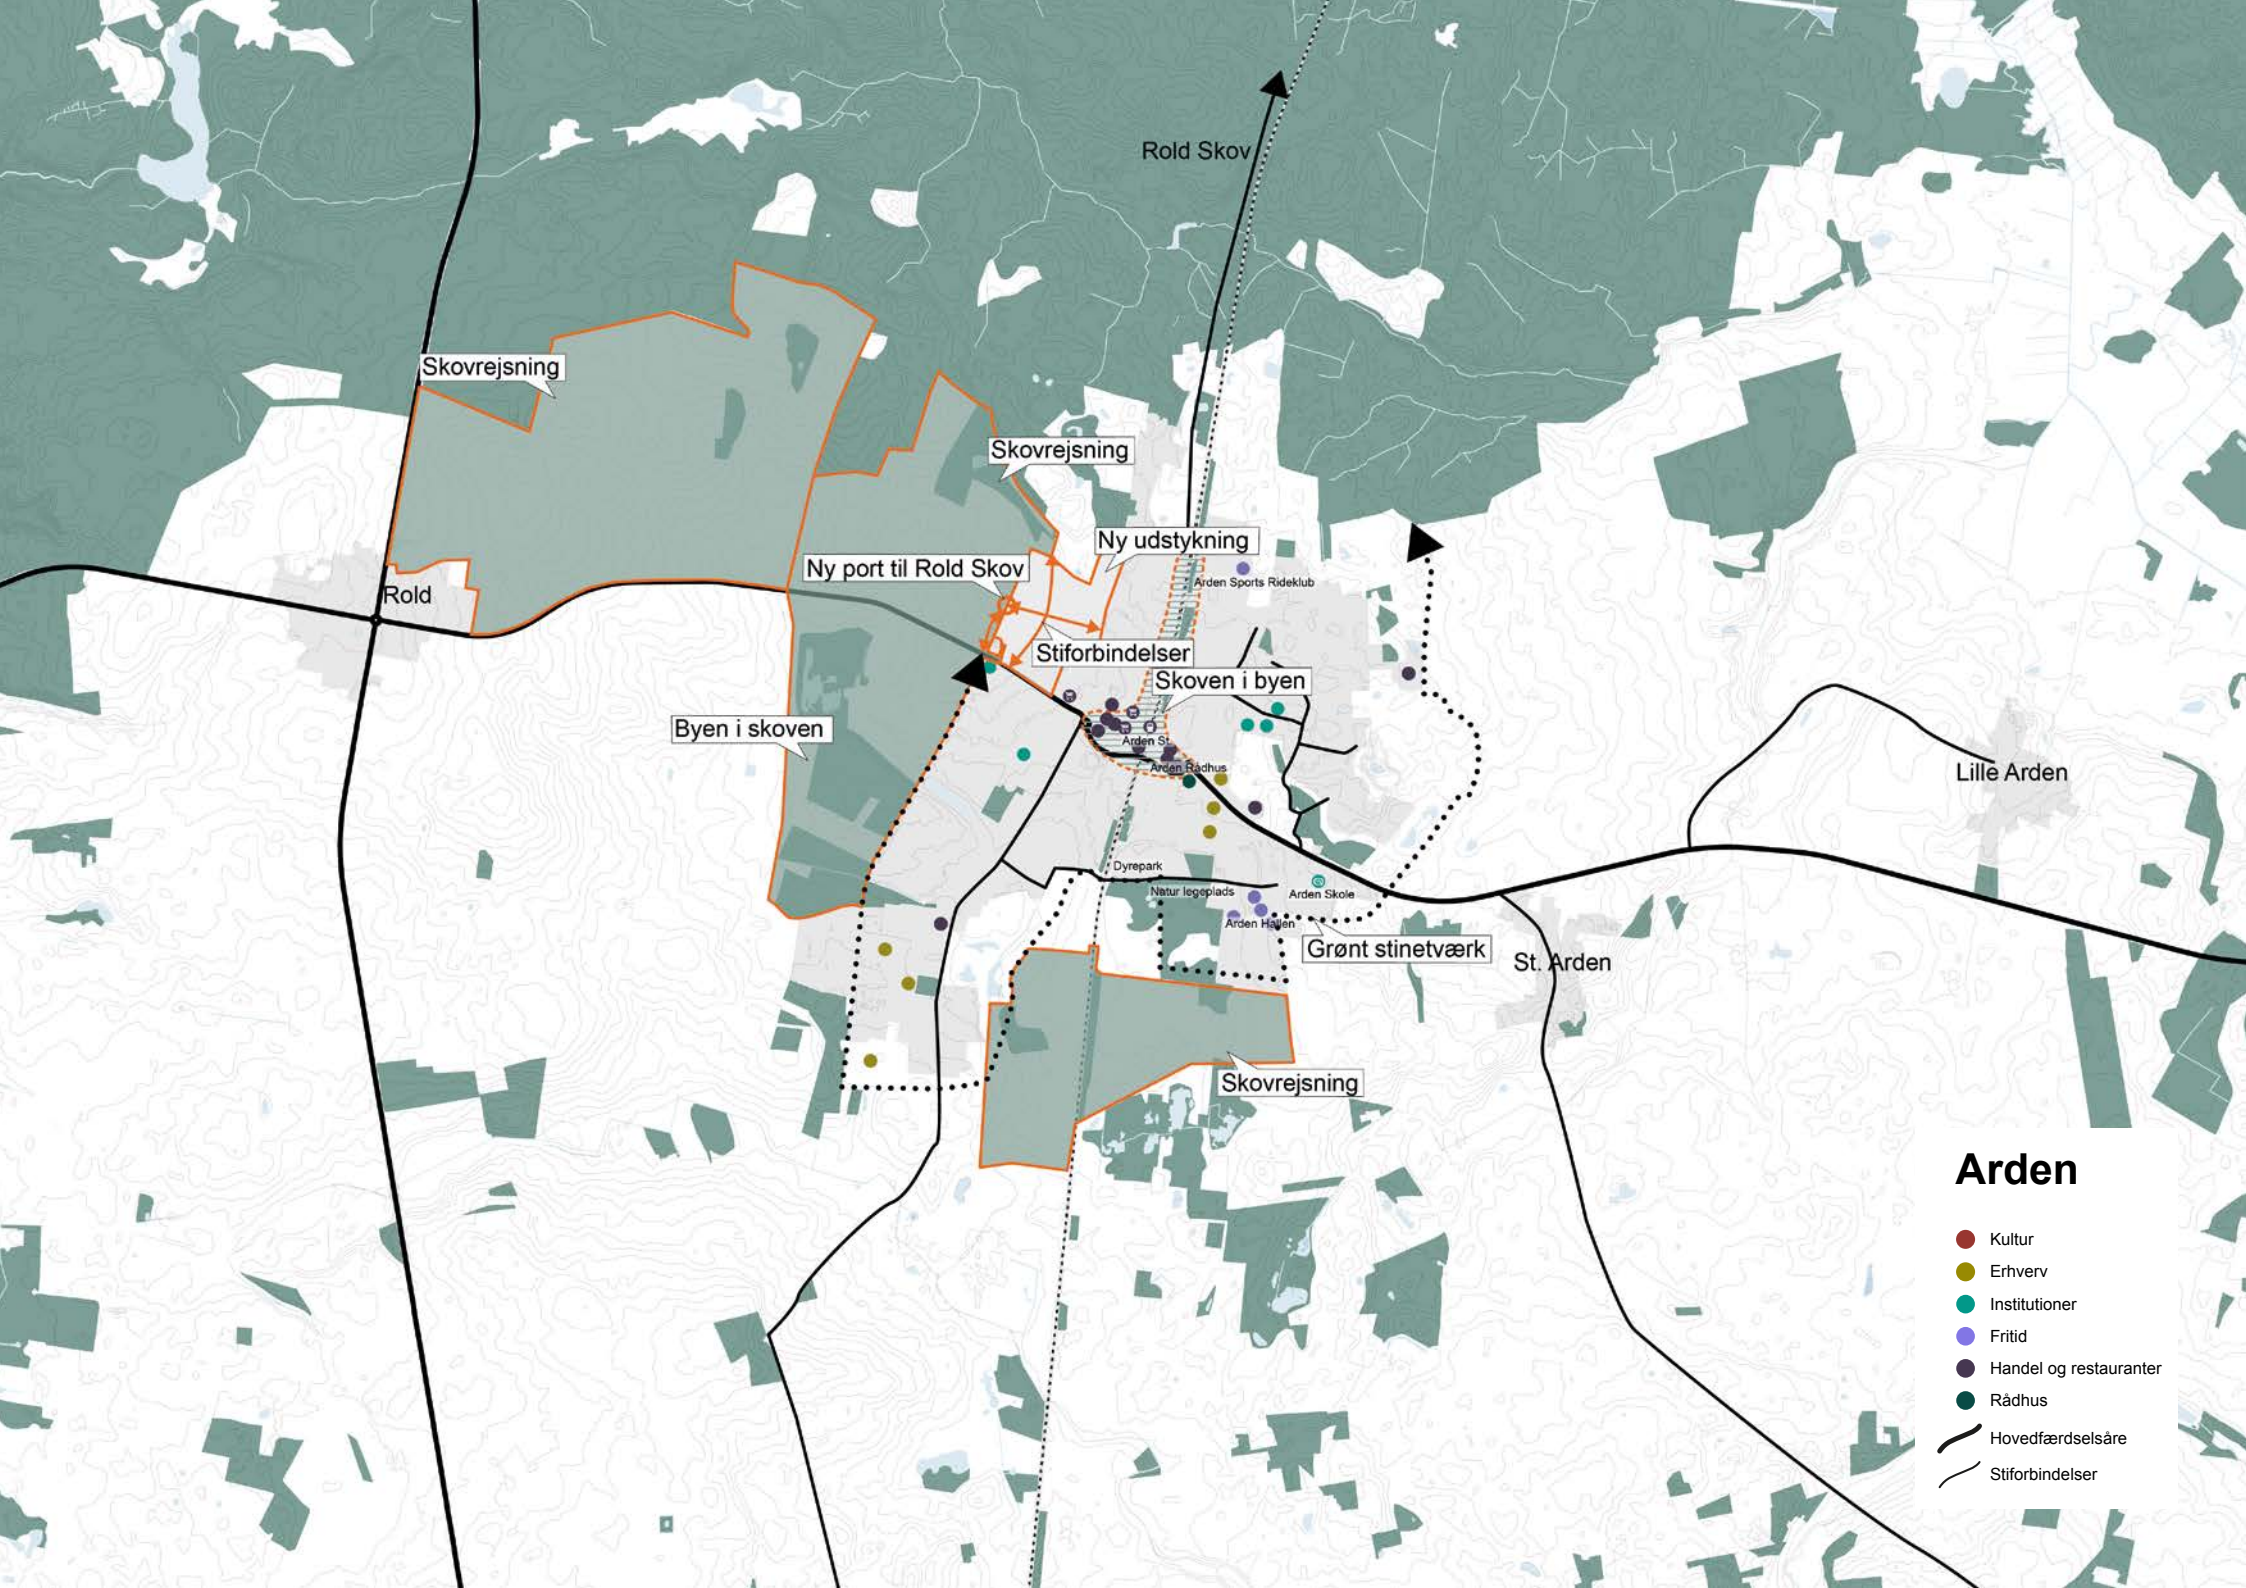 Rold Skov
Skovrejsning
Skovrejsning
Ny udstykning
Ny port til Rold Skov
Arden Sports Rideklub
Rold
Stiforbindelser
Skoven i byen
Byen i skoven
Arden St
Arden Rådhus
Lille Arden
Dyrepark
Natur legeplads
Arden Skole
Arden Hallen
Grønt stinetværk
St. Arden
Skovrejsning
Arden
Kultur
Erhverv
Institutioner
Fritid
Handel og restauranter
Rådhus
Hovedfærdselsåre
Stiforbindelser